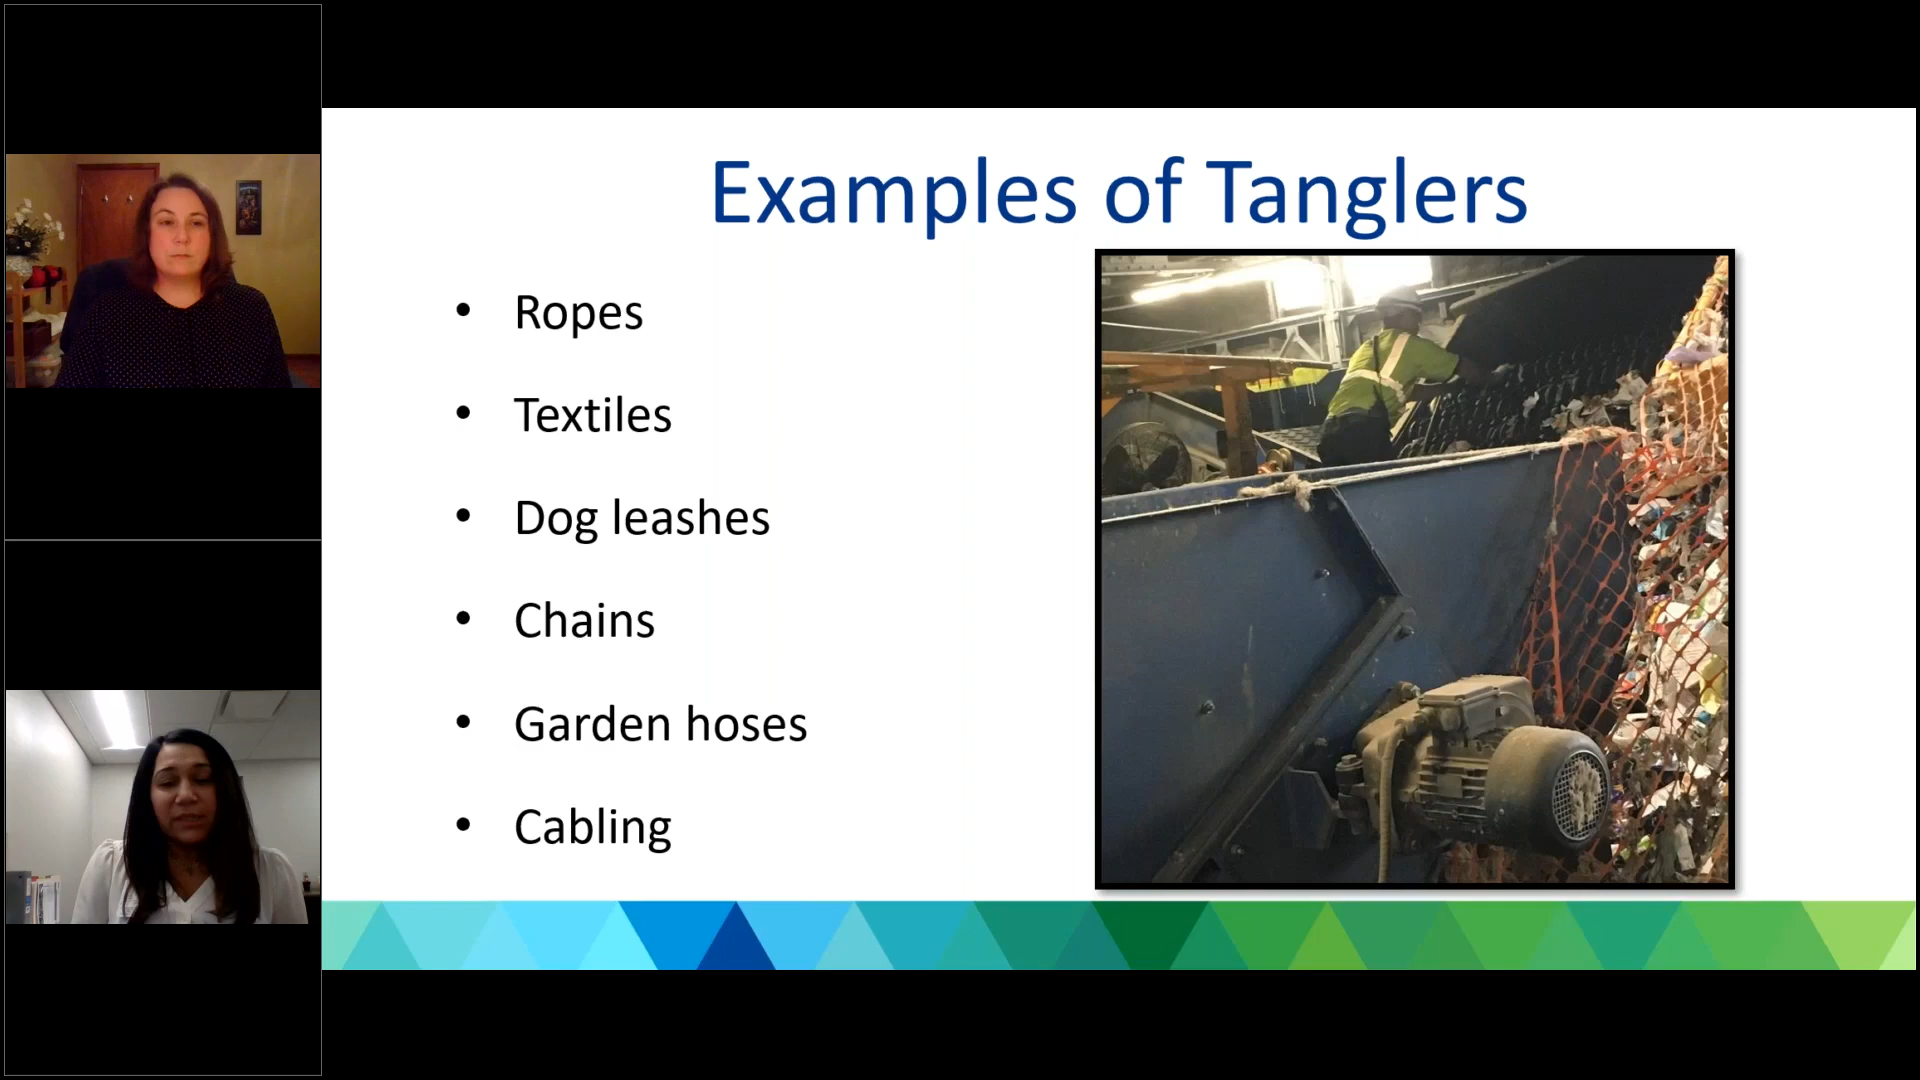 Examples of Tanglers
• Ropes
• Textiles
• Dog leashes
• Chains
• Garden hoses
• Cabling